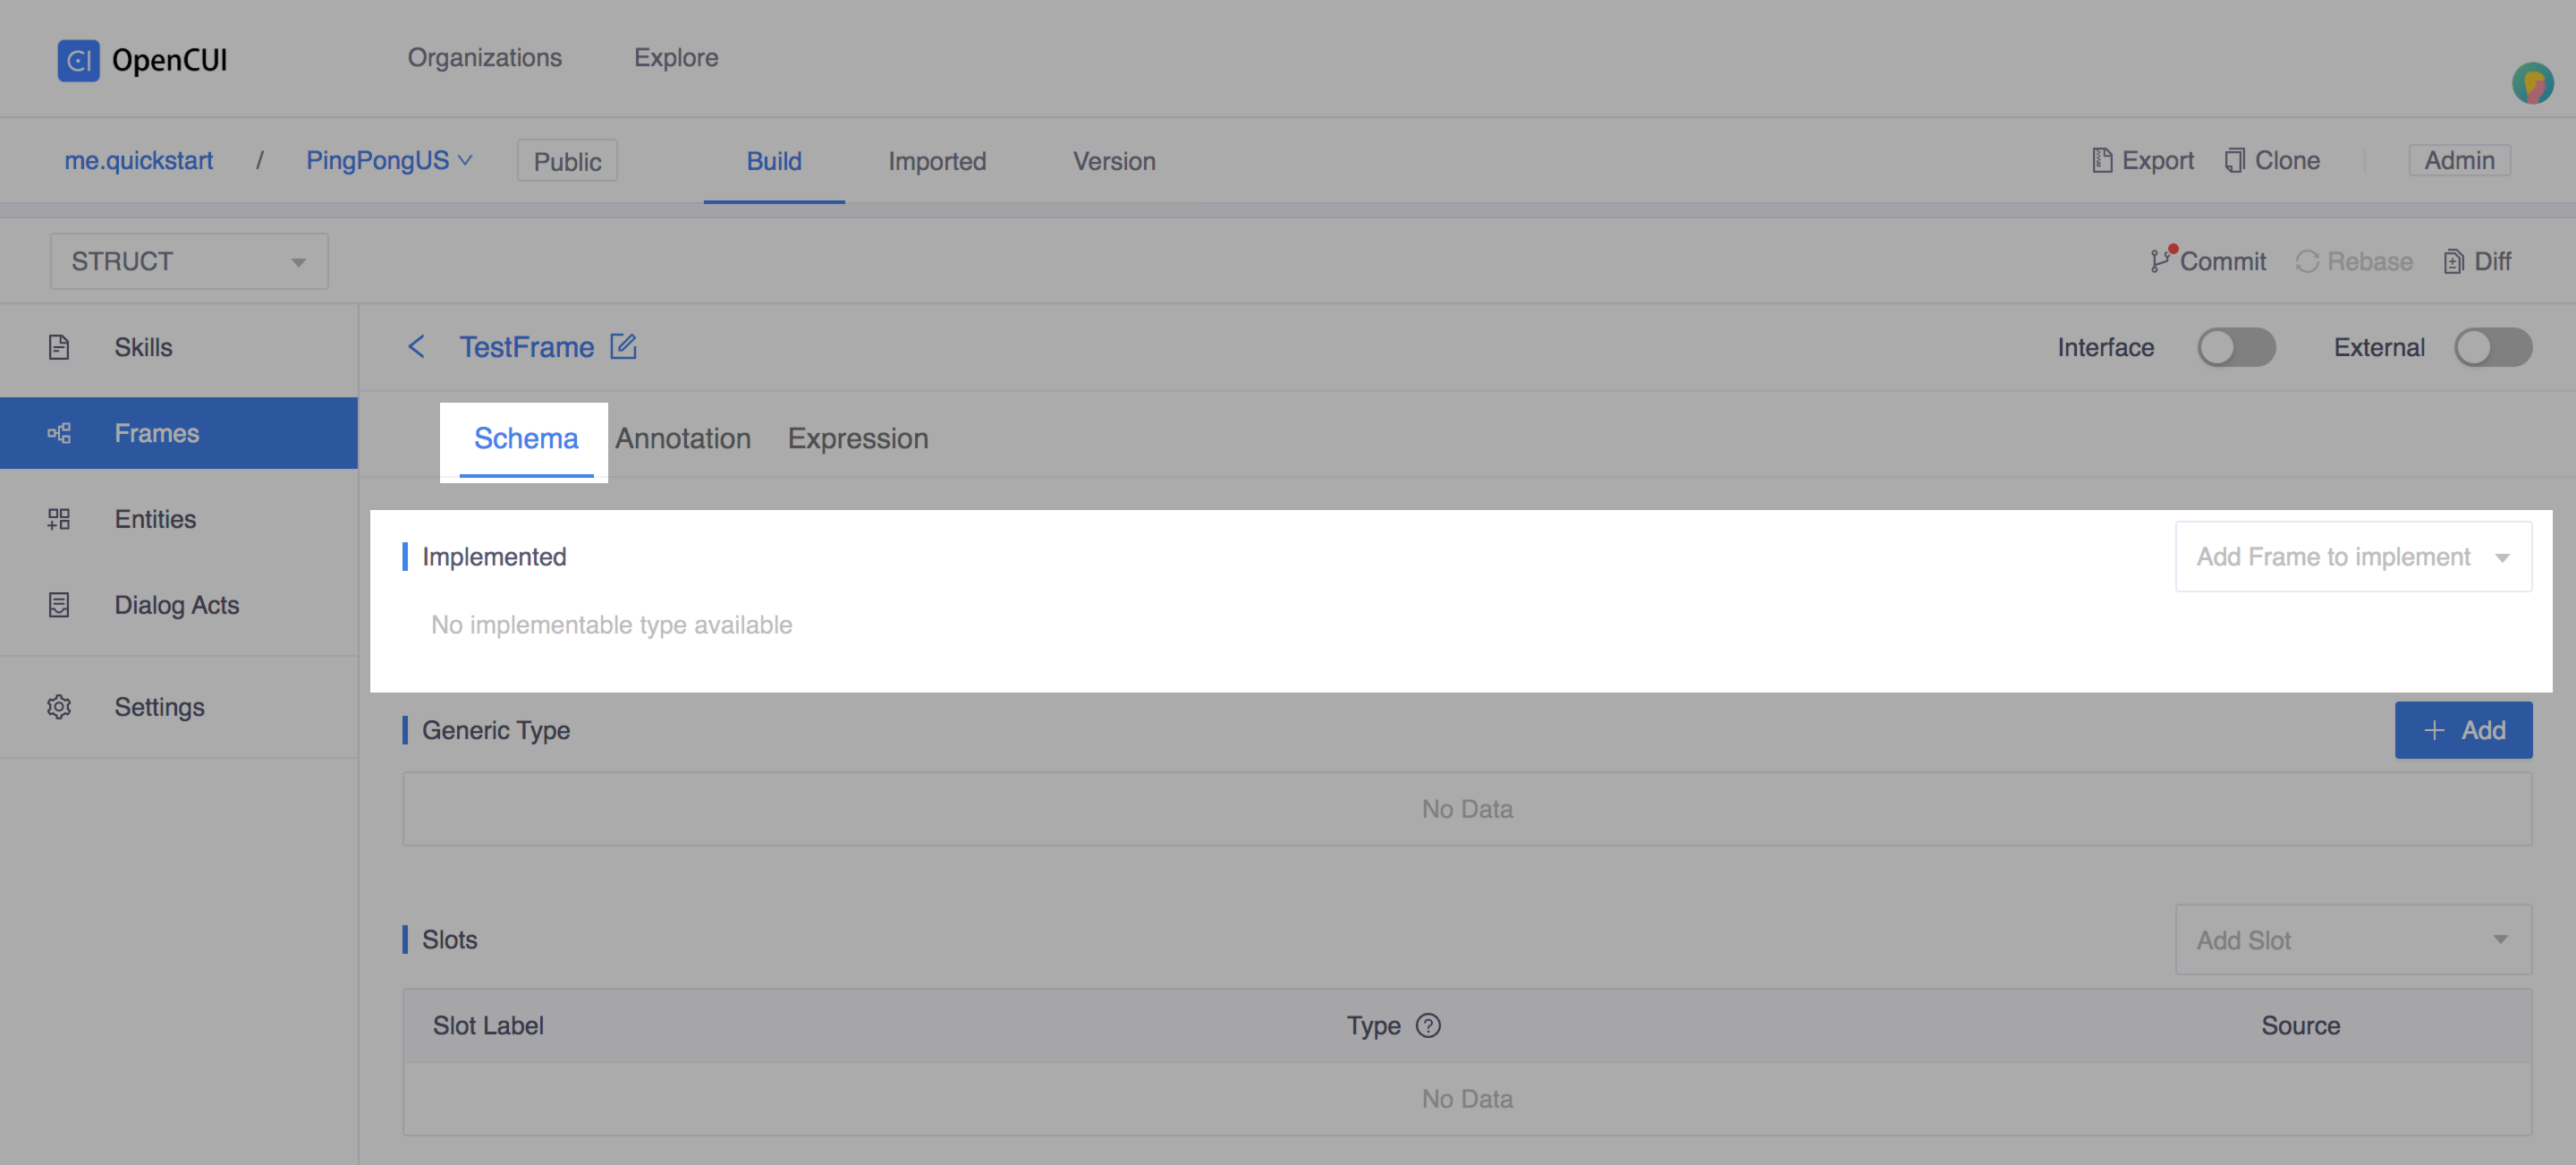 OpenCUI Organizations Explore
me.quickstart / PingPongUS Public Build Imported Version Export Clone Admin
STRUCT Commit Rebase Diff
Skills
Frames
Entities
Dialog Acts
Settings
TestFrame Interface External
Schema Annotation Expression
Implemented Add Frame to implement
No implementable type available
Generic Type + Add
No Data
Slots Add Slot
Slot Label Type ? Source
No Data